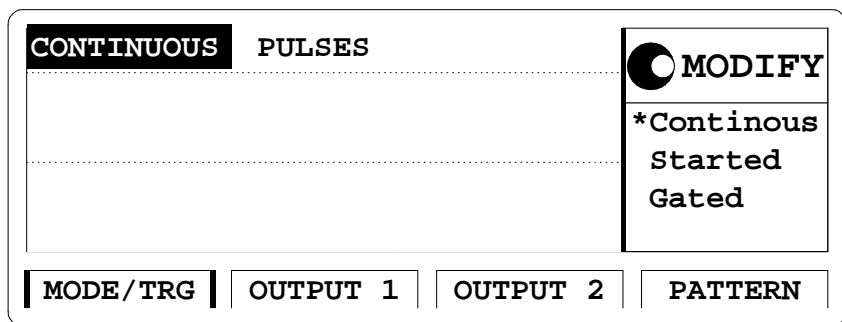 CONTINUOUS PULSES
MODIFY
*Continous
Started
Gated
MODE/TRG OUTPUT 1 OUTPUT 2 PATTERN